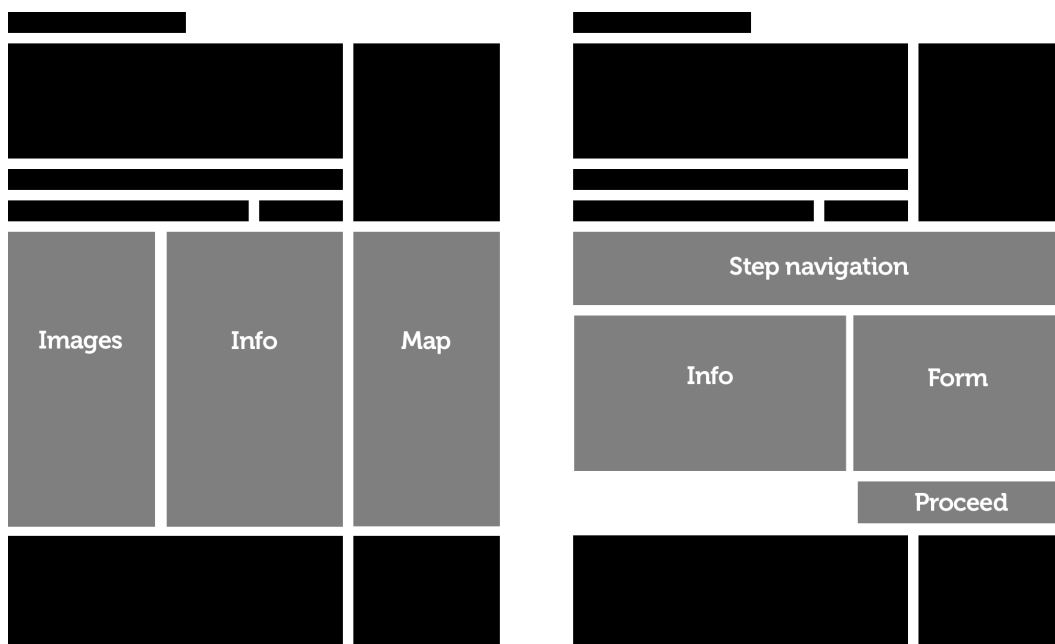 Images
Info
Map
Step navigation
Info
Form
Proceed